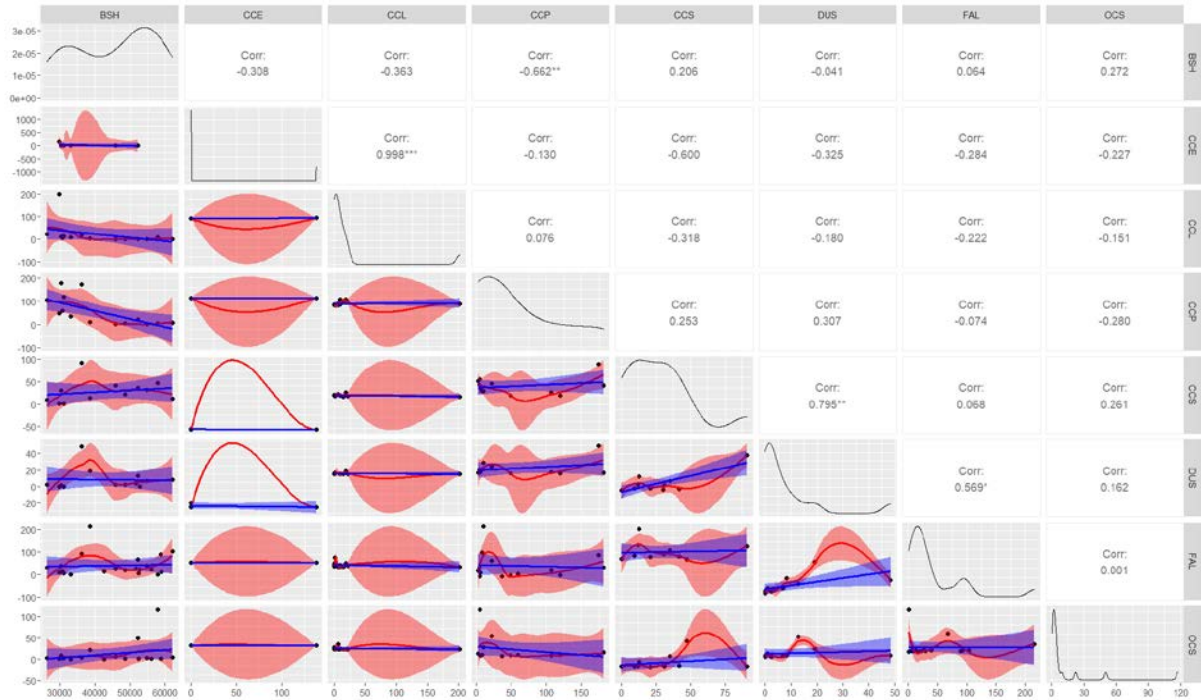 BSH CCE CCL CCP CCS DUS FAL OCS
3e-05
2e-05
1e-05
0e+00
Corr: Corr: Corr: Corr: Corr: Corr: Corr:
-0.308 -0.363 -0.662** 0.206 -0.041 0.064 0.272
BSH
1000
500
0
-500
-1000
Corr: Corr: Corr: Corr: Corr: Corr:
0.998*** -0.130 -0.600 -0.325 -0.284 -0.227
CCE
200
100
0
-100
Corr: Corr: Corr: Corr: Corr:
0.076 -0.318 -0.180 -0.222 -0.151
CCL
200
100
0
-100
Corr: Corr: Corr: Corr:
0.253 0.307 -0.074 -0.280
CCP
100
50
0
-50
Corr: Corr: Corr:
0.795** 0.068 0.261
CCS
40
20
0
-20
Corr: Corr:
0.569* 0.162
DUS
200
100
0
-100
Corr:
0.001
FAL
100
50
0
-50
OCS
30000 40000 50000 60000 0 50 100 0 50 100 150 200 0 50 100 150 0 25 50 75 0 10 20 30 40 50 0 50 100 150 200 0 30 60 90 120